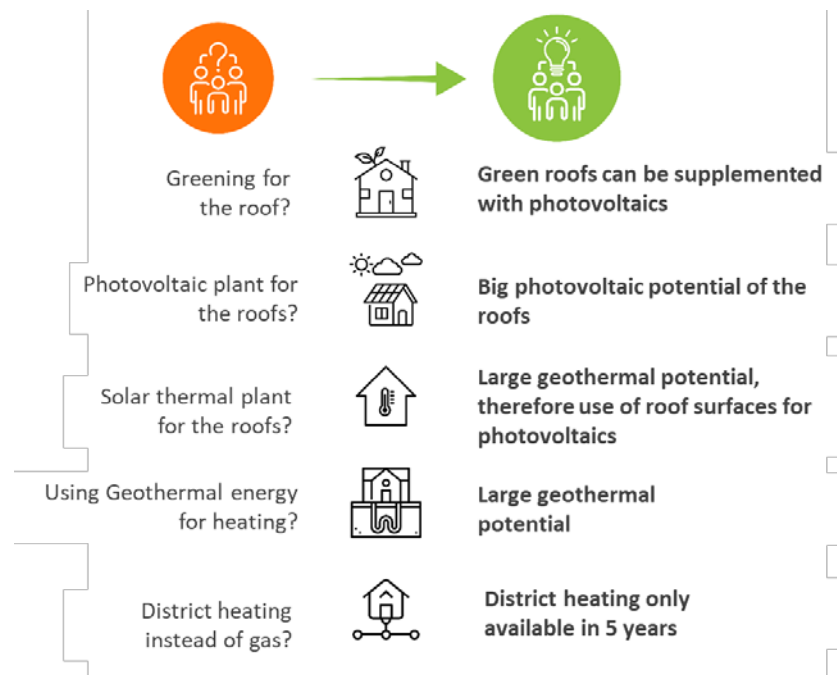 Greening for
the roof?
Green roofs can be supplemented
with photovoltaics
Photovoltaic plant for
the roofs?
Big photovoltaic potential of the
roofs
Solar thermal plant
for the roofs?
Large geothermal potential,
therefore use of roof surfaces for
photovoltaics
Using Geothermal energy
for heating?
Large geothermal
potential
District heating
instead of gas?
District heating only
available in 5 years